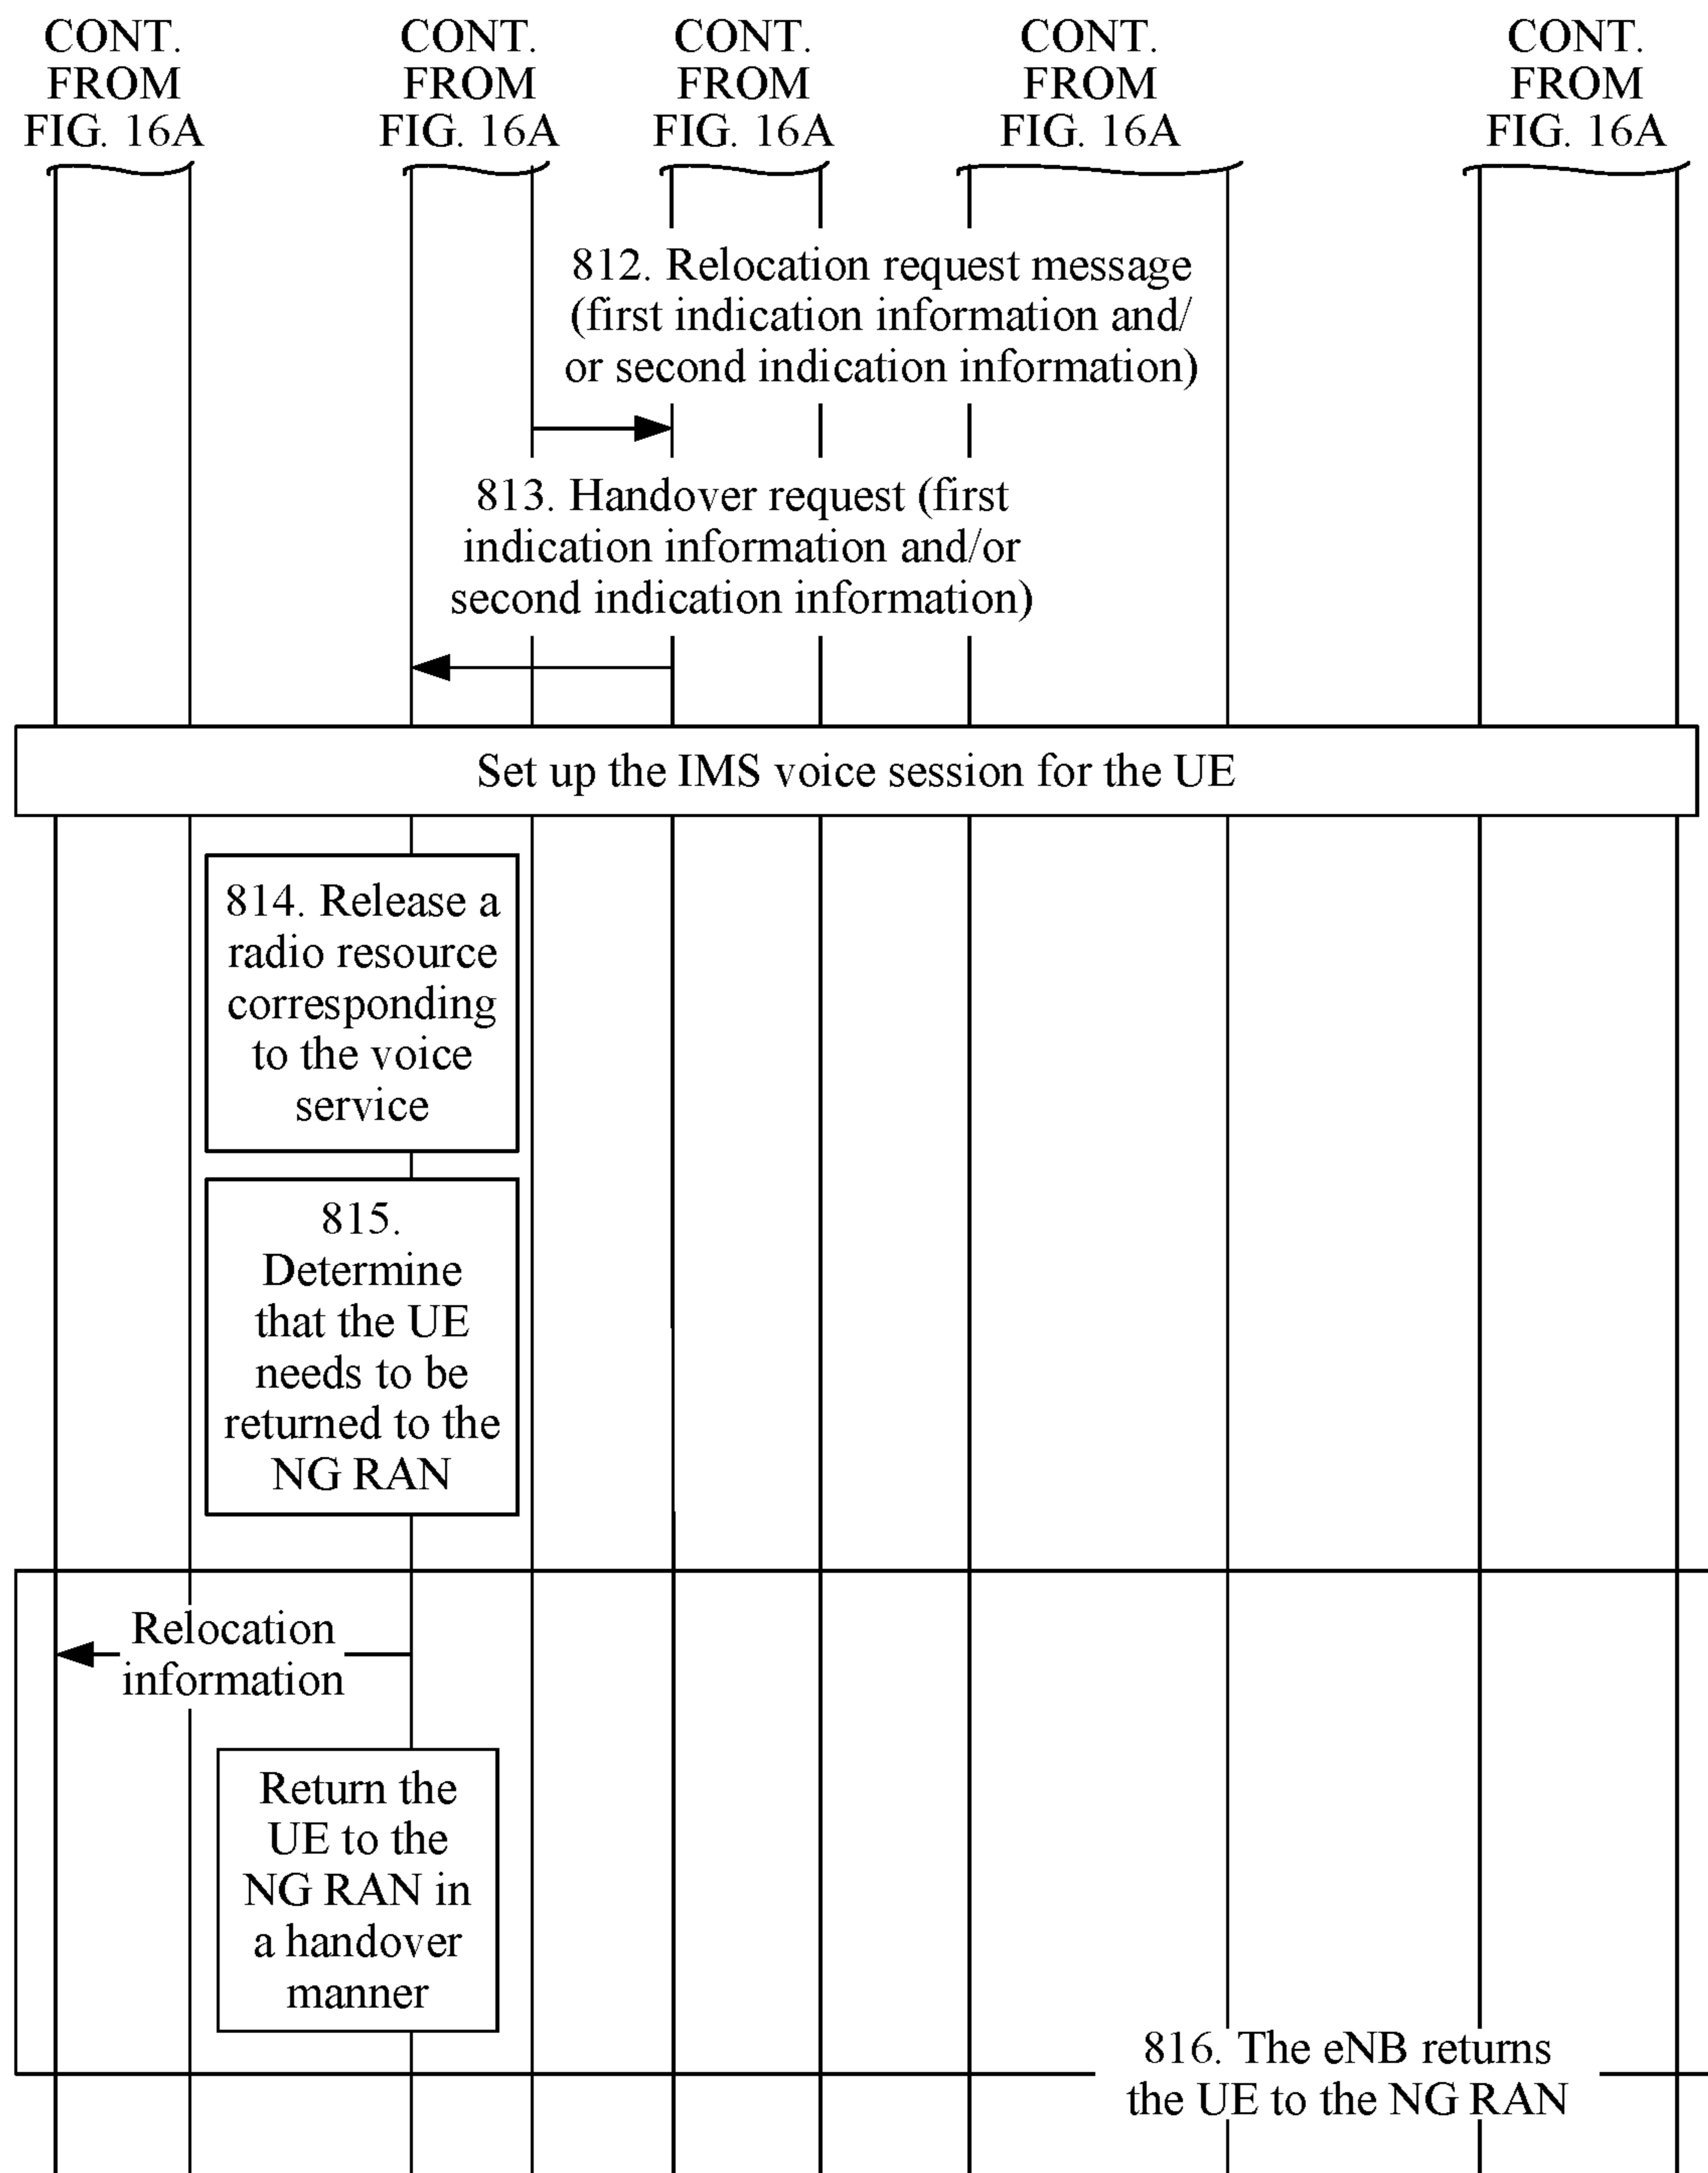 CONT.
FROM
FIG. 16A
CONT.
FROM
FIG. 16A
CONT.
FROM
FIG. 16A
CONT.
FROM
FIG. 16A
CONT.
FROM
FIG. 16A
812. Relocation request message
(first indication information and/
or second indication information)
813. Handover request (first
indication information and/or
second indication information)
Set up the IMS voice session for the UE
814. Release a
radio resource
corresponding
to the voice
service
815.
Determine
that the UE
needs to be
returned to the
NG RAN
Relocation
information
Return the
UE to the
NG RAN in
a handover
manner
816. The eNB returns
the UE to the NG RAN